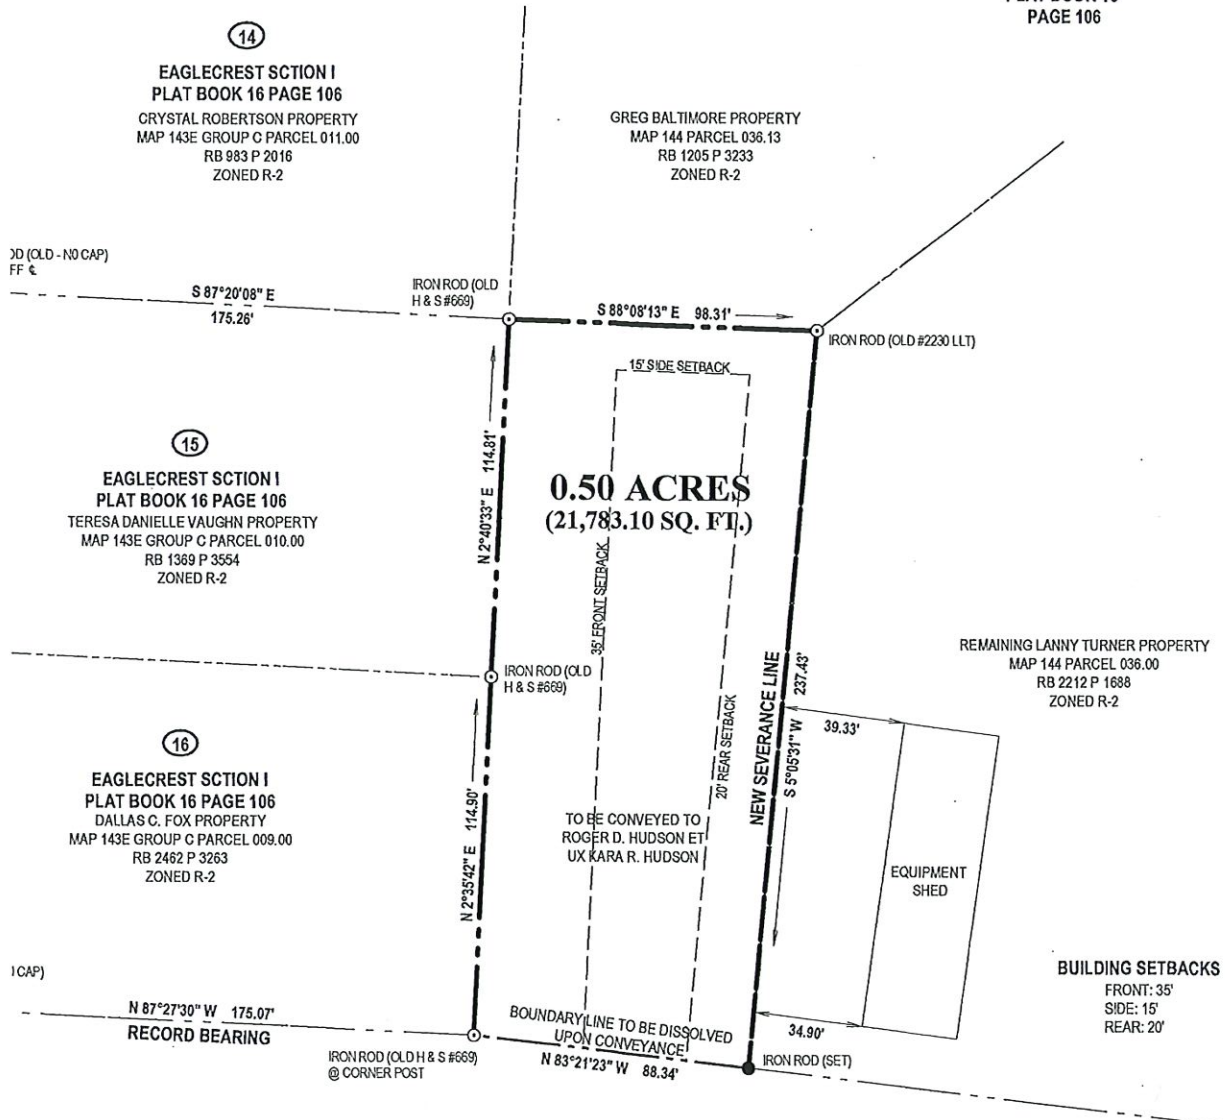 PAGE 106
14
EAGLECREST SCTION I
PLAT BOOK 16 PAGE 106
CRYSTAL ROBERTSON PROPERTY
MAP 143E GROUP C PARCEL 011.00
RB 983 P 2016
ZONED R-2
GREG BALTIMORE PROPERTY
MAP 144 PARCEL 036.13
RB 1205 P 3233
ZONED R-2
(OLD - NO CAP)
S 87°20'08" E
175.26'
IRON ROD (OLD
H & S #669)
S 88°08'13" E 98.31'
IRON ROD (OLD #2230 LLT)
15' SIDE SETBACK
N 2°40'33" E 114.81'
15
EAGLECREST SCTION I
PLAT BOOK 16 PAGE 106
TERESA DANIELLE VAUGHN PROPERTY
MAP 143E GROUP C PARCEL 010.00
RB 1369 P 3554
ZONED R-2
0.50 ACRES
(21,783.10 SQ. FT.)
35' FRONT SETBACK
IRON ROD (OLD
H & S #669)
20' REAR SETBACK
NEW SEVERANCE LINE
S 5°05'31" W 237.43'
REMAINING LANNY TURNER PROPERTY
MAP 144 PARCEL 036.00
RB 2212 P 1688
ZONED R-2
39.33'
16
EAGLECREST SCTION I
PLAT BOOK 16 PAGE 106
DALLAS C. FOX PROPERTY
MAP 143E GROUP C PARCEL 009.00
RB 2462 P 3263
ZONED R-2
N 2°35'42" E 114.90'
TO BE CONVEYED TO
ROGER D. HUDSON ET
UX KARA R. HUDSON
EQUIPMENT
SHED
CAP)
N 87°27'30" W 175.07'
RECORD BEARING
BOUNDARY LINE TO BE DISSOLVED
UPON CONVEYANCE
N 83°21'23" W 88.34'
34.90'
IRON ROD (SET)
IRON ROD (OLD H & S #669)
@ CORNER POST
BUILDING SETBACKS
FRONT: 35'
SIDE: 15'
REAR: 20'